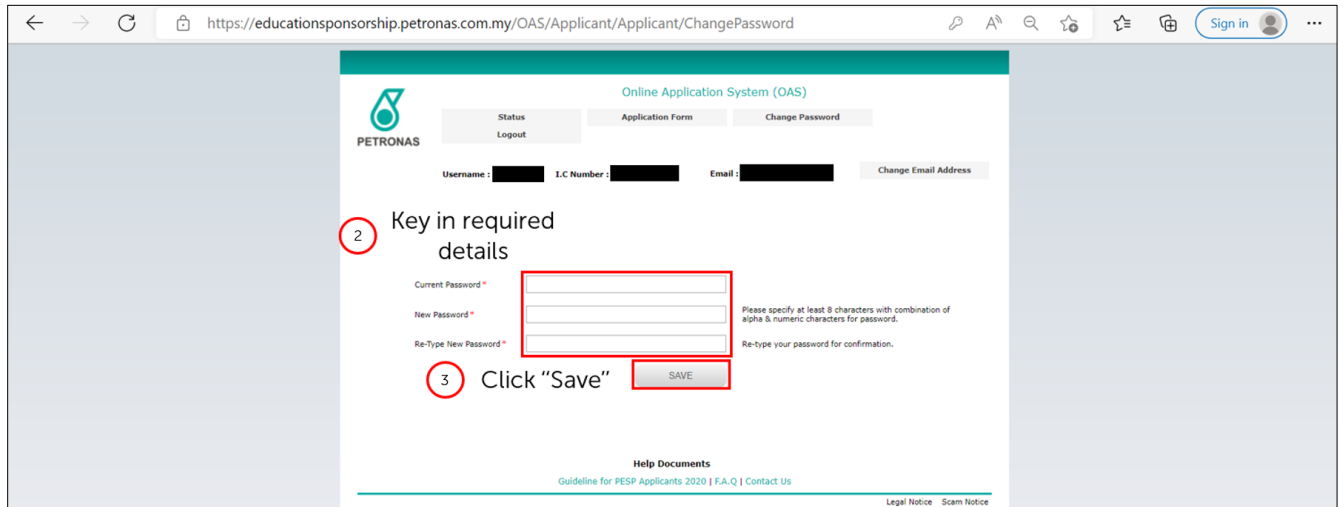 https://educationsponsorship.petronas.com.my/OAS/Applicant/Applicant/ChangePassword
Sign in
Online Application System (OAS)
Status Application Form Change Password
Logout
PETRONAS
Username : I.C Number : Email : Change Email Address
2 Key in required
details
Current Password *
New Password * Please specify at least 8 characters with combination of
alpha & numeric characters for password.
Re-Type New Password * Re-type your password for confirmation.
3 Click “Save” SAVE
Help Documents
Guideline for PESP Applicants 2020 | F.A.Q | Contact Us
Legal Notice Scam Notice